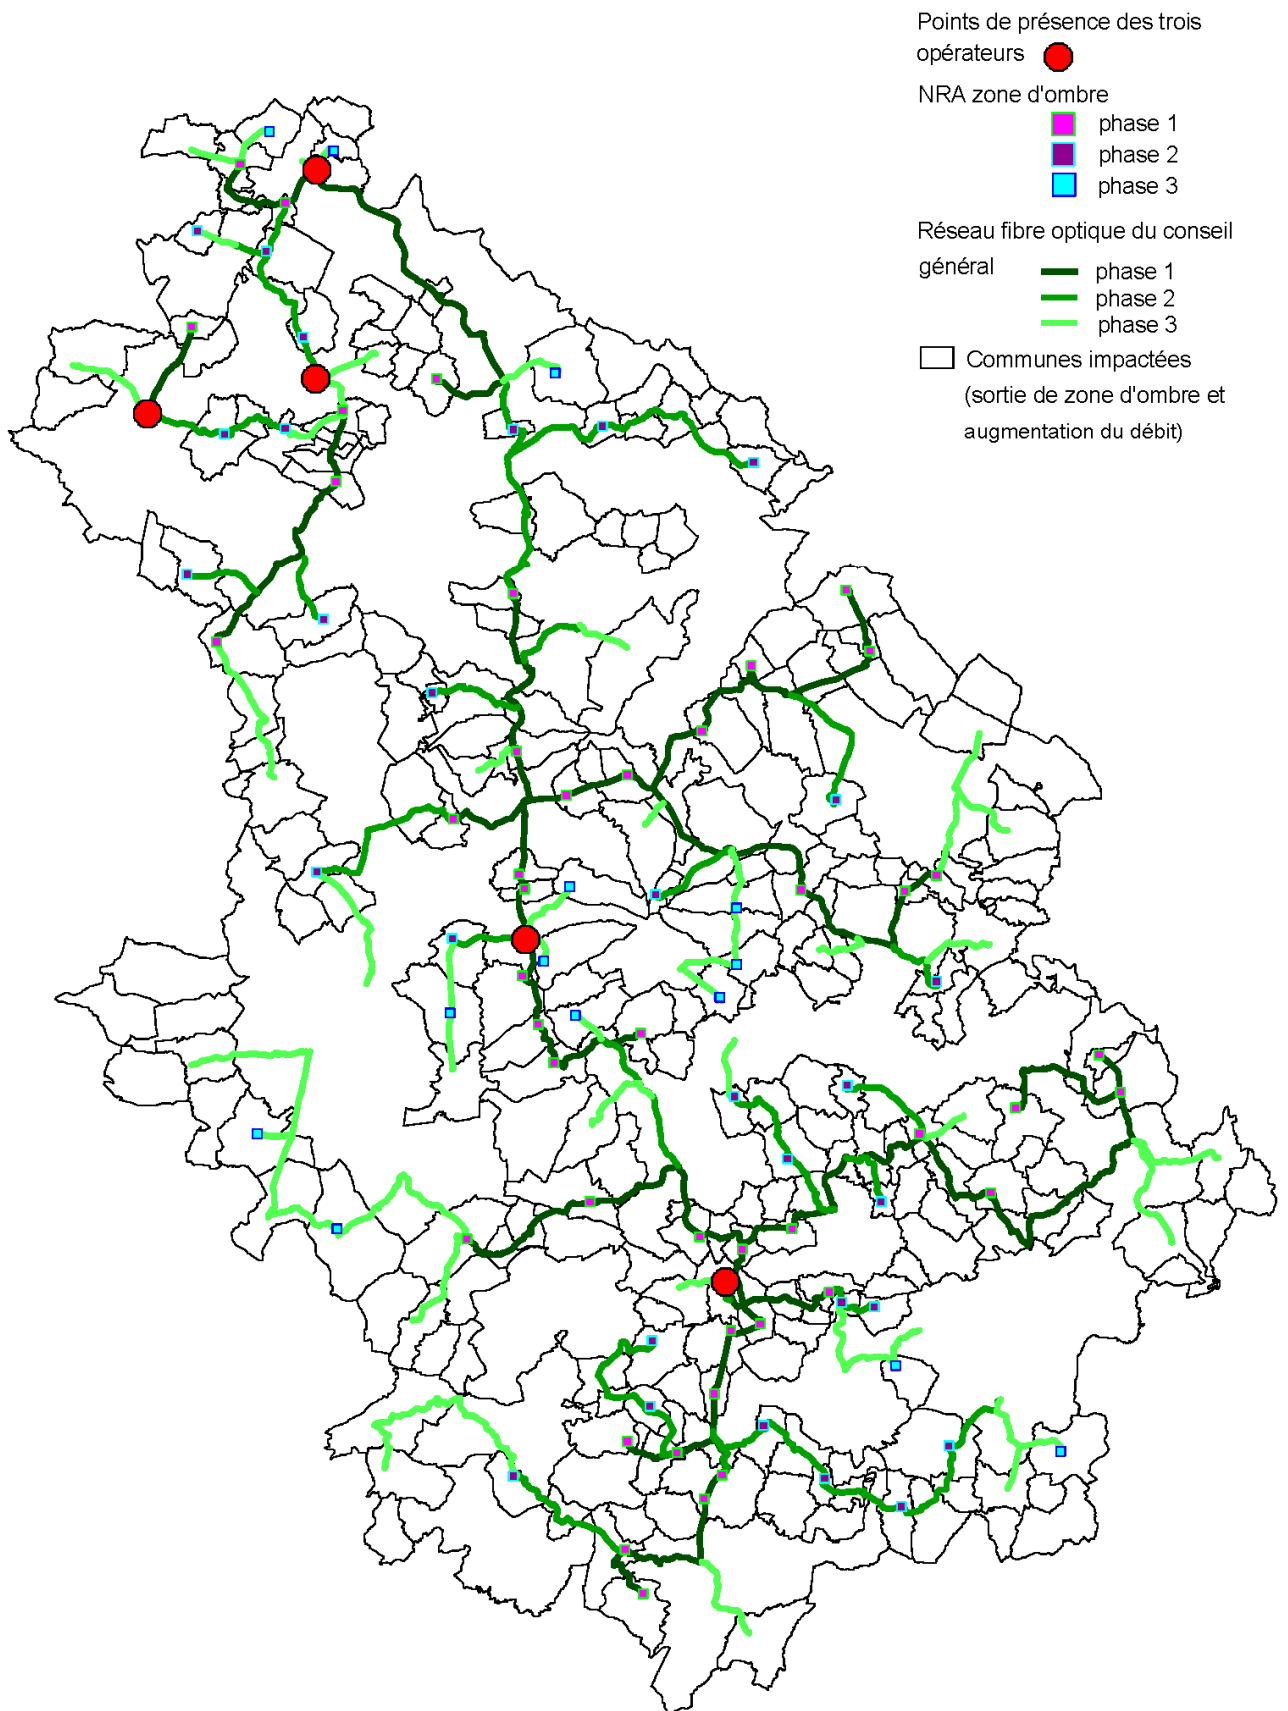 Points de présence des trois
opérateurs
NRA zone d'ombre
phase 1
phase 2
phase 3
Réseau fibre optique du conseil
général
phase 1
phase 2
phase 3
Communes impactées
(sortie de zone d'ombre et
augmentation du débit)